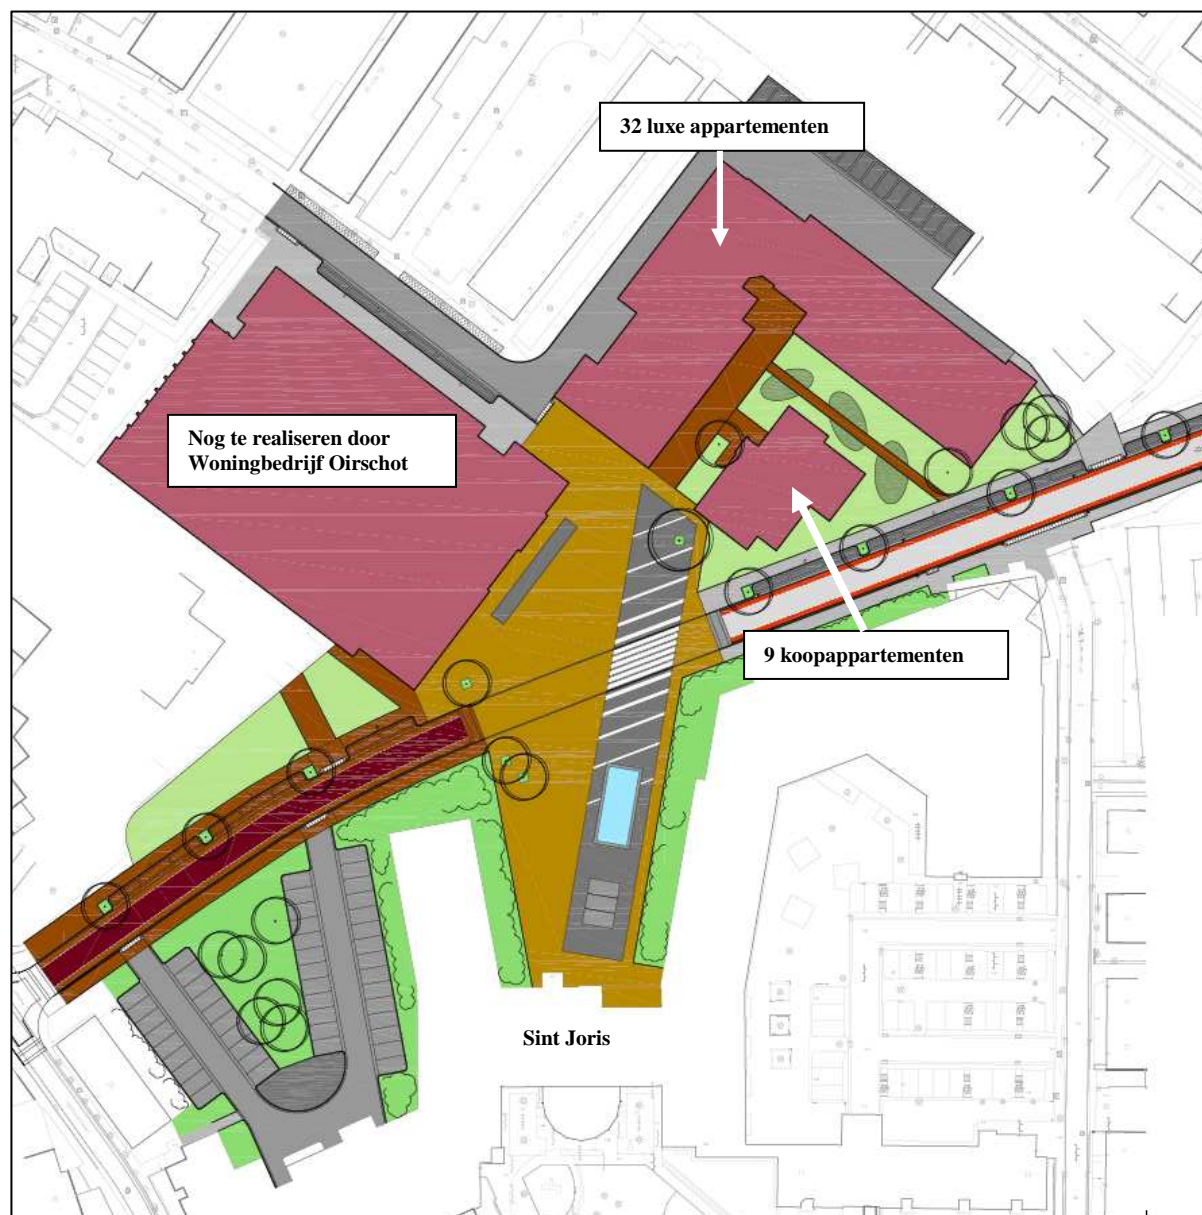 32 luxe appartementen
Nog te realiseren door
Woningbedrijf Oirschot
9 koopappartementen
Sint Joris